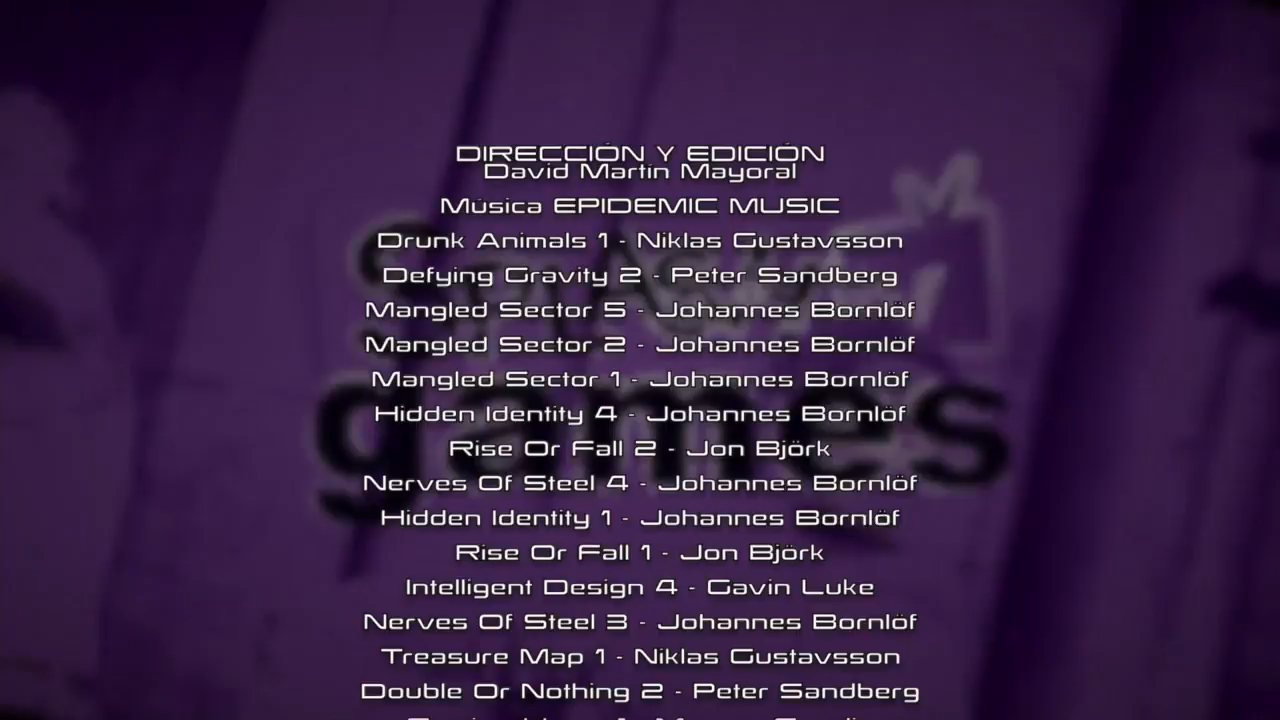 DIRECCIÓN Y EDICIÓN
David Martín Mayoral
Música EPIDEMIC MUSIC
Drunk Animals 1 - Niklas Gustavsson
Defying Gravity 2 - Peter Sandberg
Mangled Sector 5 - Johannes Bornlöf
Mangled Sector 2 - Johannes Bornlöf
Mangled Sector 1 - Johannes Bornlöf
Hidden Identity 4 - Johannes Bornlöf
Rise Or Fall 2 - Jon Björk
Nerves Of Steel 4 - Johannes Bornlöf
Hidden Identity 1 - Johannes Bornlöf
Rise Or Fall 1 - Jon Björk
Intelligent Design 4 - Gavin Luke
Nerves Of Steel 3 - Johannes Bornlöf
Treasure Map 1 - Niklas Gustavsson
Double Or Nothing 2 - Peter Sandberg
games